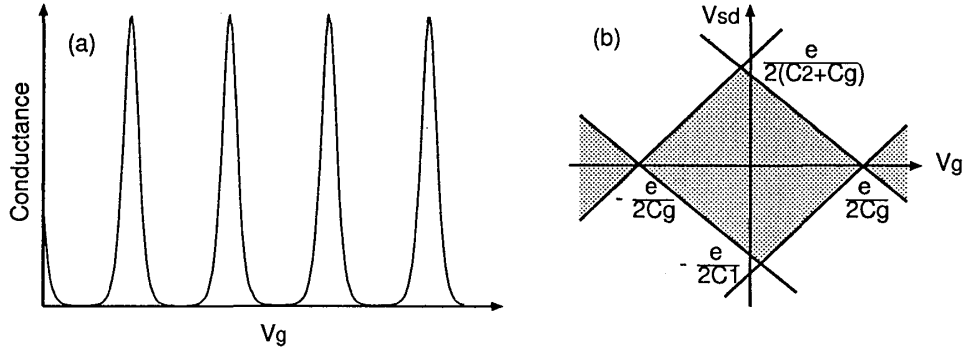 (a)
Conductance
Vg
(b)
Vsd
e
2(C2+Cg)
Vg
- e
2Cg
e
2Cg
- e
2C1